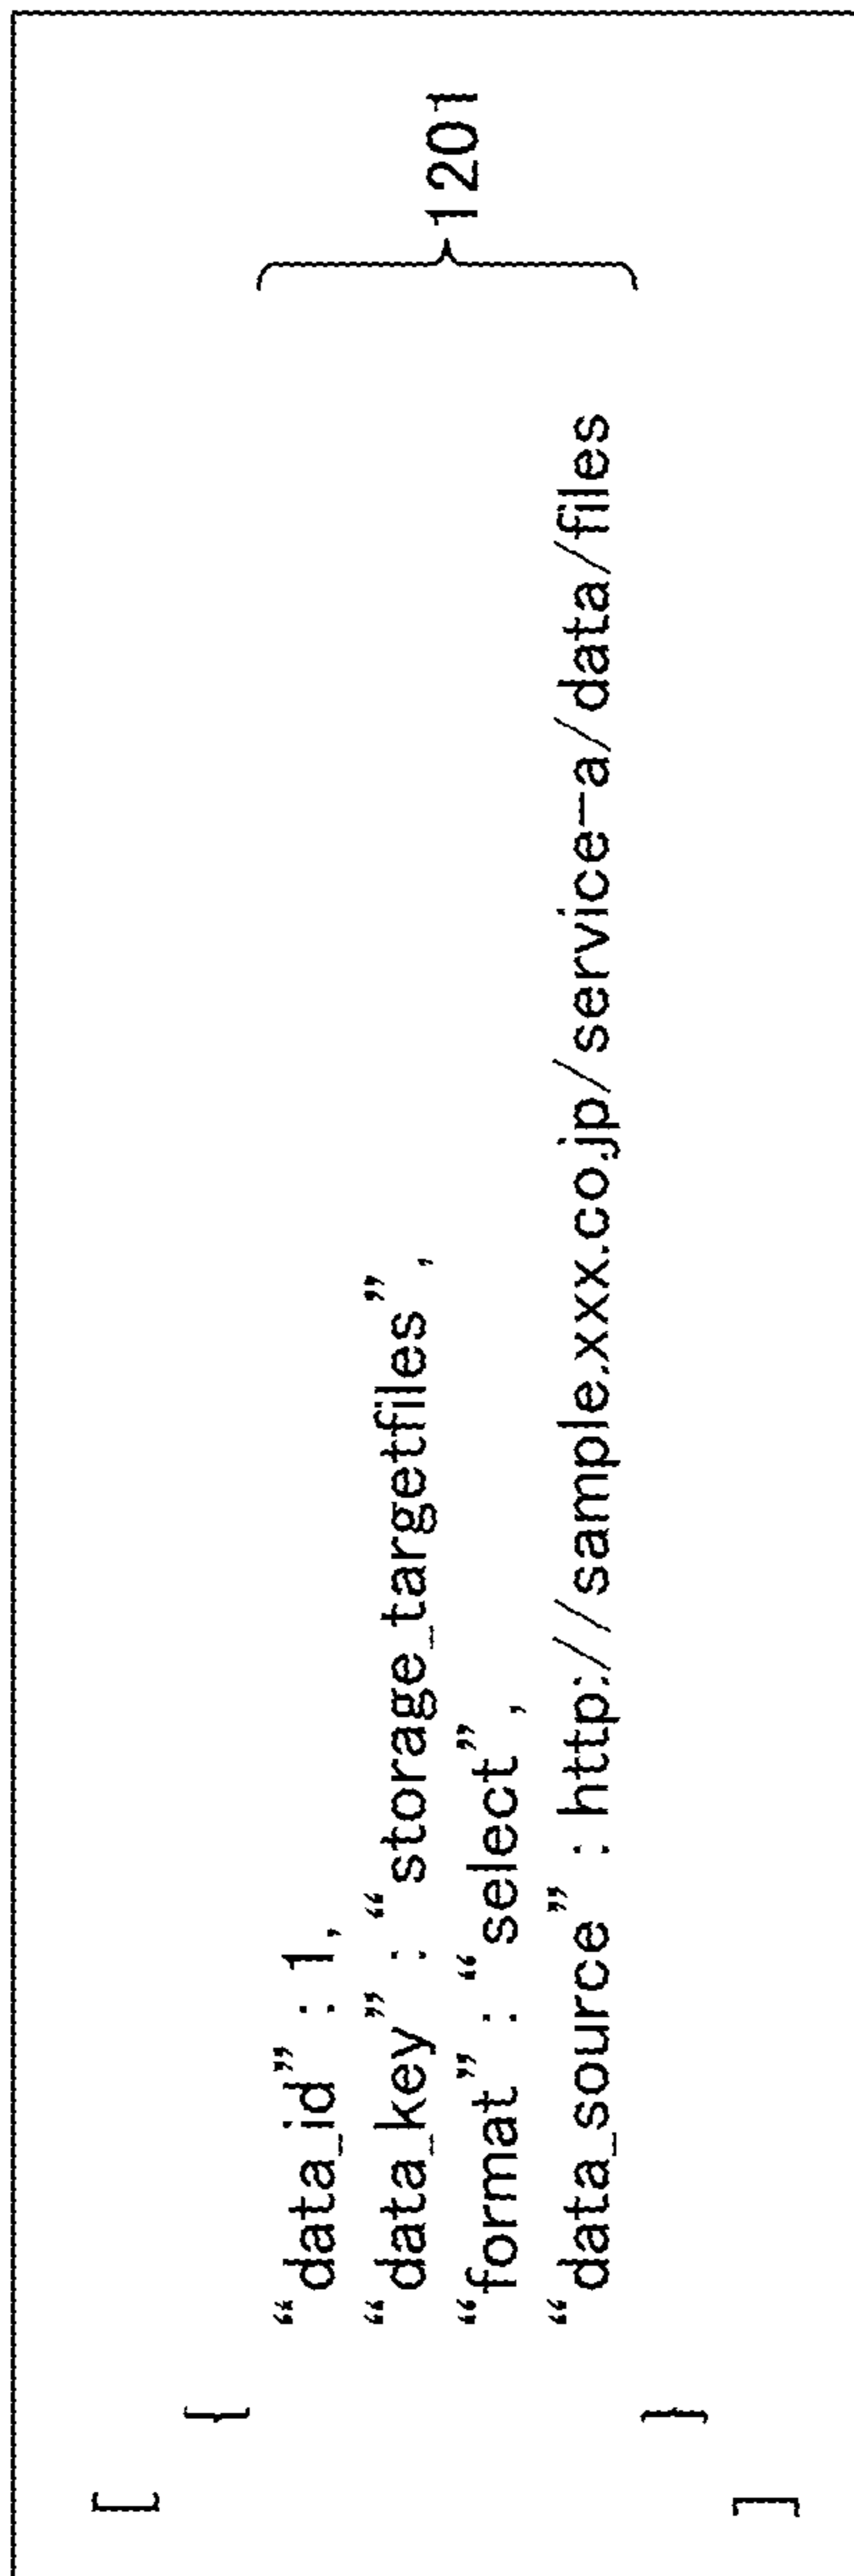 [
{
“data_id” : 1,
“data_key” : “storage_targetfiles”,
“format” : “select”,
“data_source” : http://sample.xxx.co.jp/service-a/data/files
}
]
1201